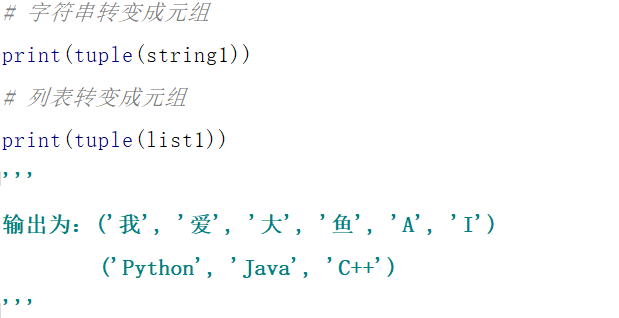 # 字符串转变成元组
print(tuple(string1))
# 列表转变成元组
print(tuple(list1))
'''
输出为：('我', '爱', '大', '鱼', 'A', 'I')
('Python', 'Java', 'C++')
'''